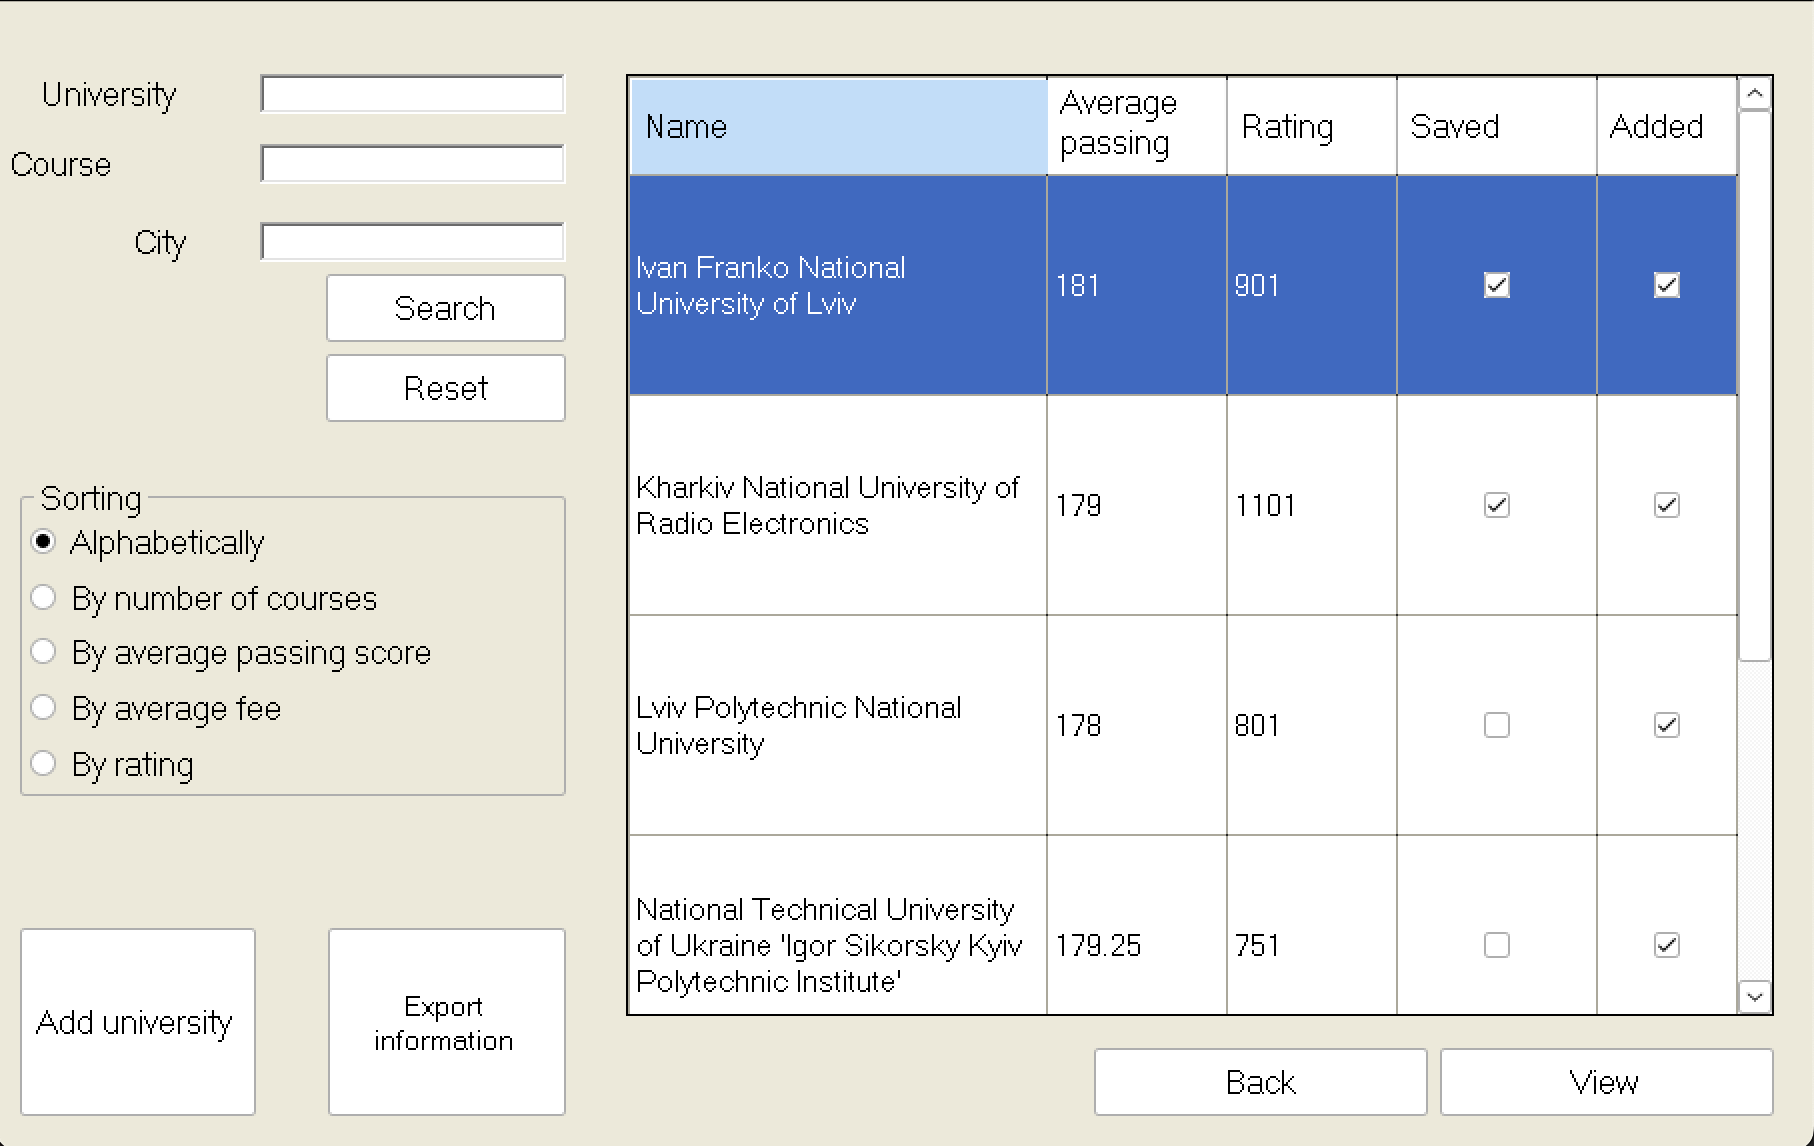 University
Course
City
Search
Reset
Sorting
Alphabetically
By number of courses
By average passing score
By average fee
By rating
Add university
Export
information
Name
Average
passing
Rating
Saved
Added
Ivan Franko National
University of Lviv
181
901
Kharkiv National University of
Radio Electronics
179
1101
Lviv Polytechnic National
University
178
801
National Technical University
of Ukraine 'Igor Sikorsky Kyiv
Polytechnic Institute'
179.25
751
Back
View